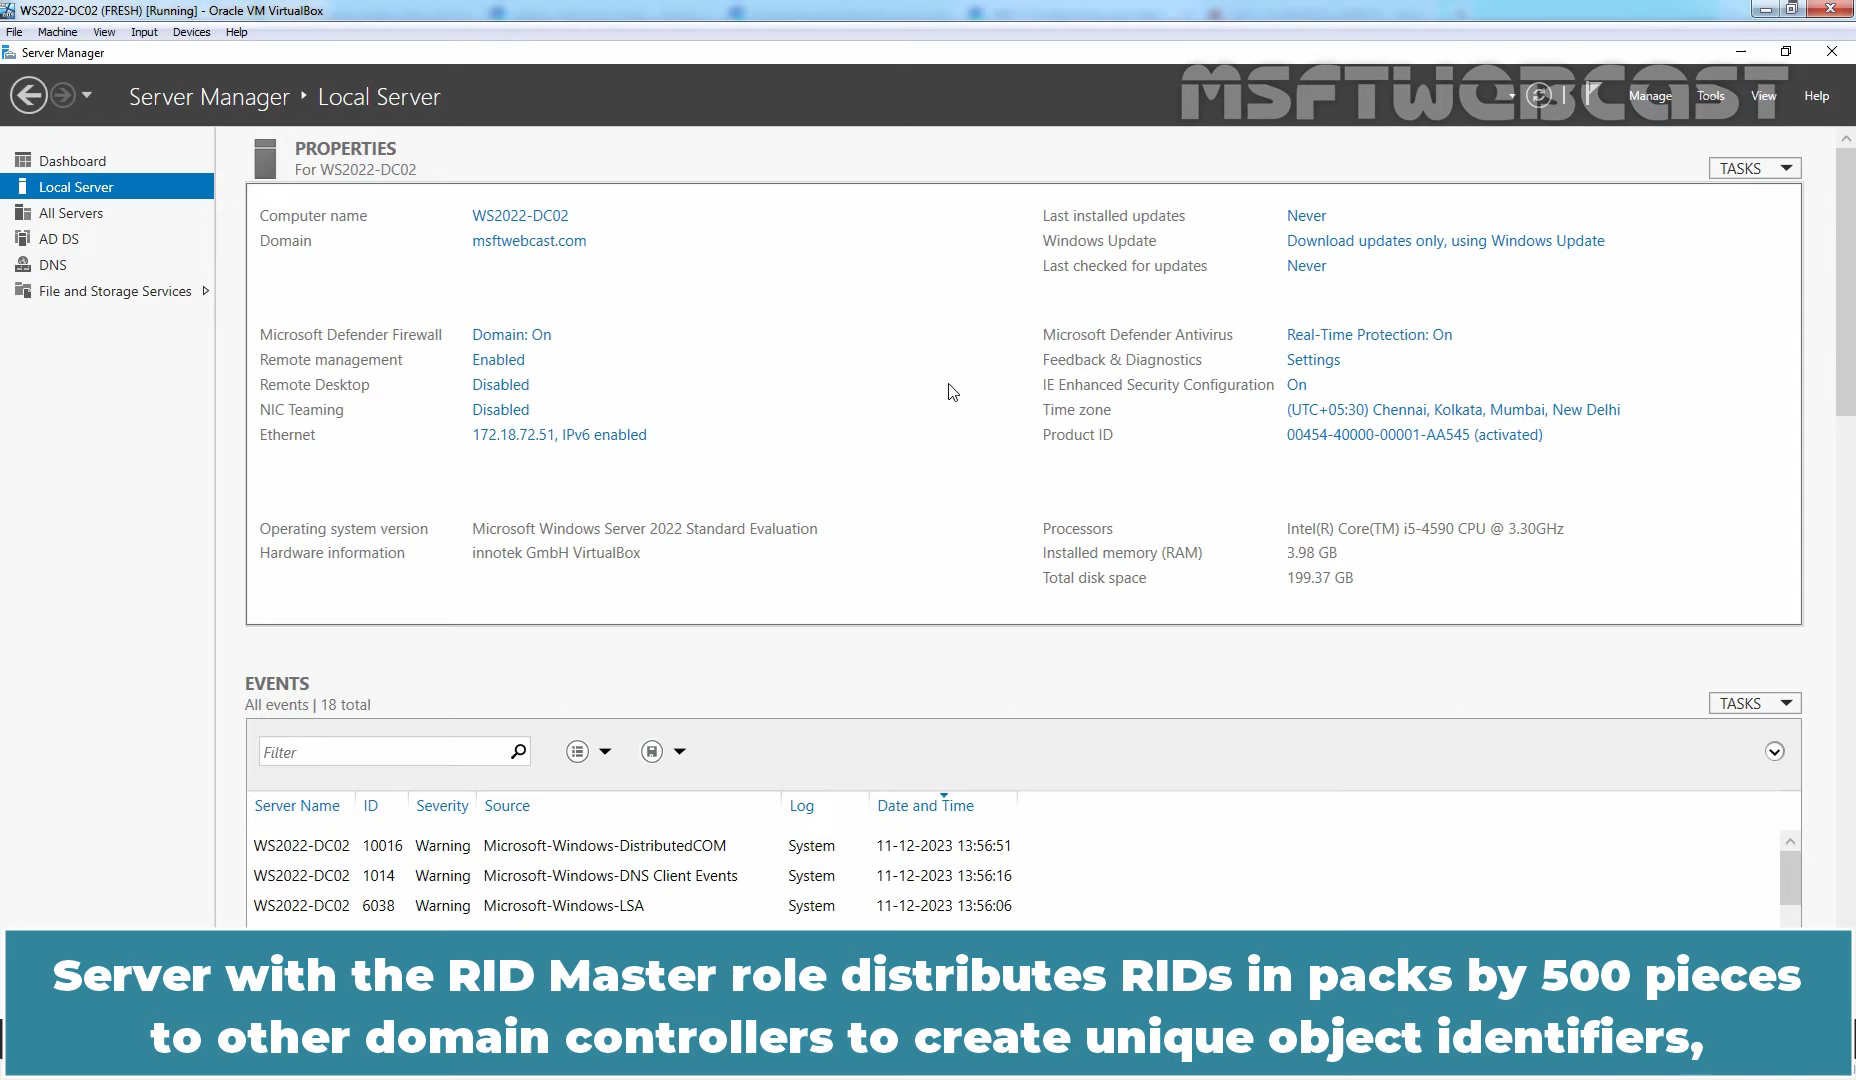 WS2022-DC02 (FRESH) [Running] - Oracle VM VirtualBox
File Machine View Input Devices Help
Server Manager
Server Manager ‣ Local Server
MSFTWEBCAST
Manage Tools View Help
Dashboard
Local Server
All Servers
AD DS
DNS
File and Storage Services
PROPERTIES
For WS2022-DC02
TASKS
Computer name WS2022-DC02
Domain msftwebcast.com
Last installed updates Never
Windows Update Download updates only, using Windows Update
Last checked for updates Never
Microsoft Defender Firewall Domain: On
Remote management Enabled
Remote Desktop Disabled
NIC Teaming Disabled
Ethernet 172.18.72.51, IPv6 enabled
Microsoft Defender Antivirus Real-Time Protection: On
Feedback & Diagnostics Settings
IE Enhanced Security Configuration On
Time zone (UTC+05:30) Chennai, Kolkata, Mumbai, New Delhi
Product ID 00454-40000-00001-AA545 (activated)
Operating system version Microsoft Windows Server 2022 Standard Evaluation
Hardware information innotek GmbH VirtualBox
Processors Intel(R) Core(TM) i5-4590 CPU @ 3.30GHz
Installed memory (RAM) 3.98 GB
Total disk space 199.37 GB
EVENTS
All events | 18 total
TASKS
Filter
Server Name ID Severity Source Log Date and Time
WS2022-DC02 10016 Warning Microsoft-Windows-DistributedCOM System 11-12-2023 13:56:51
WS2022-DC02 1014 Warning Microsoft-Windows-DNS Client Events System 11-12-2023 13:56:16
WS2022-DC02 6038 Warning Microsoft-Windows-LSA System 11-12-2023 13:56:06
Server with the RID Master role distributes RIDs in packs by 500 pieces
to other domain controllers to create unique object identifiers,